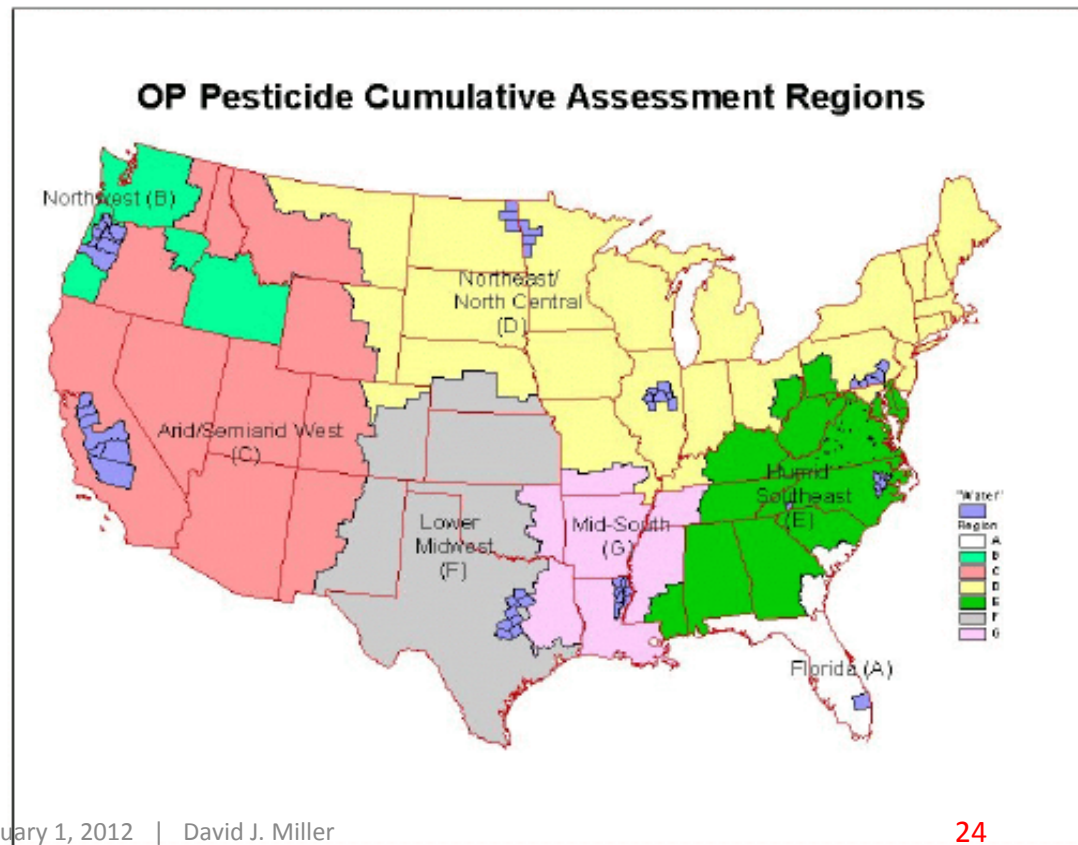 OP Pesticide Cumulative Assessment Regions
Northwest (B)
Northeast/
North Central
(D)
Arid/Semiarid West
(C)
Lower
Midwest
(F)
Mid-South
(G)
Humid
Southeast
(E)
Florida (A)
"Water"
Region
A
B
C
D
E
F
G
uary 1, 2012 | David J. Miller
24